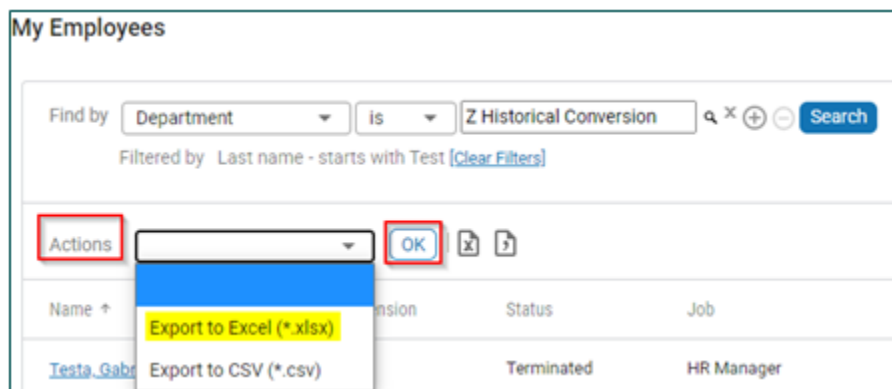 My Employees
Find by Department is Z Historical Conversion Search
Filtered by Last name - starts with Test [Clear Filters]
Actions OK
Name Status Job
Export to Excel (*.xlsx)
Testa, Export to CSV (*.csv) Terminated HR Manager